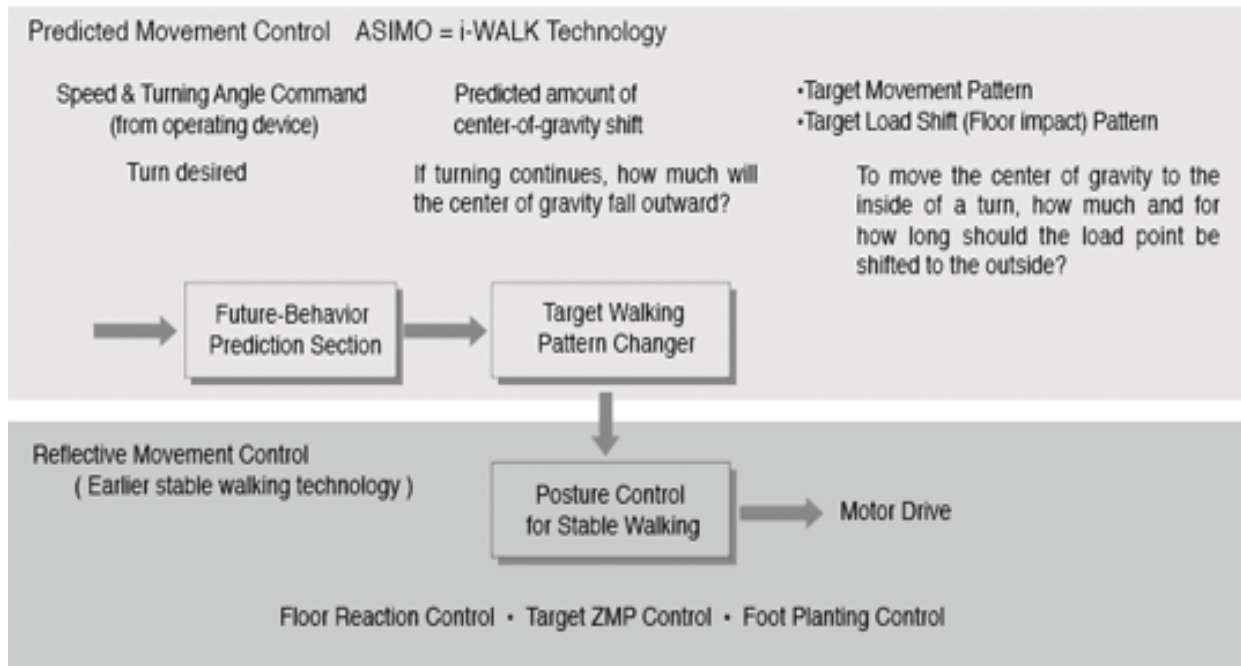 Predicted Movement Control ASIMO = i-WALK Technology
Speed & Turning Angle Command
(from operating device)
Turn desired
Predicted amount of
center-of-gravity shift
If turning continues, how much will
the center of gravity fall outward?
•Target Movement Pattern
•Target Load Shift (Floor impact) Pattern
To move the center of gravity to the
inside of a turn, how much and for
how long should the load point be
shifted to the outside?
Future-Behavior
Prediction Section
Target Walking
Pattern Changer
Reflective Movement Control
( Earlier stable walking technology )
Posture Control
for Stable Walking
Motor Drive
Floor Reaction Control • Target ZMP Control • Foot Planting Control